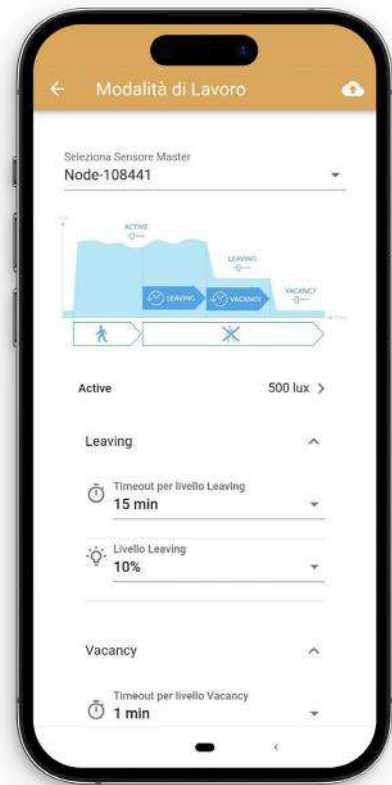 Modalità di Lavoro
Seleziona Sensore Master
Node-108441
ACTIVE
LEAVING
LEAVING
VACANCY
VACANCY
Active 500 lux
Leaving
Timeout per livello Leaving
15 min
Livello Leaving
10%
Vacancy
Timeout per livello Vacancy
1 min